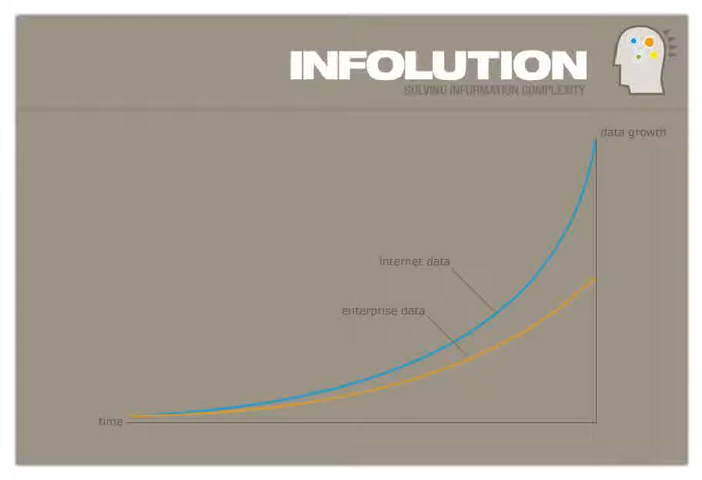 INFOLUTION
SOLVING INFORMATION COMPLEXITY
data growth
internet data
enterprise data
time